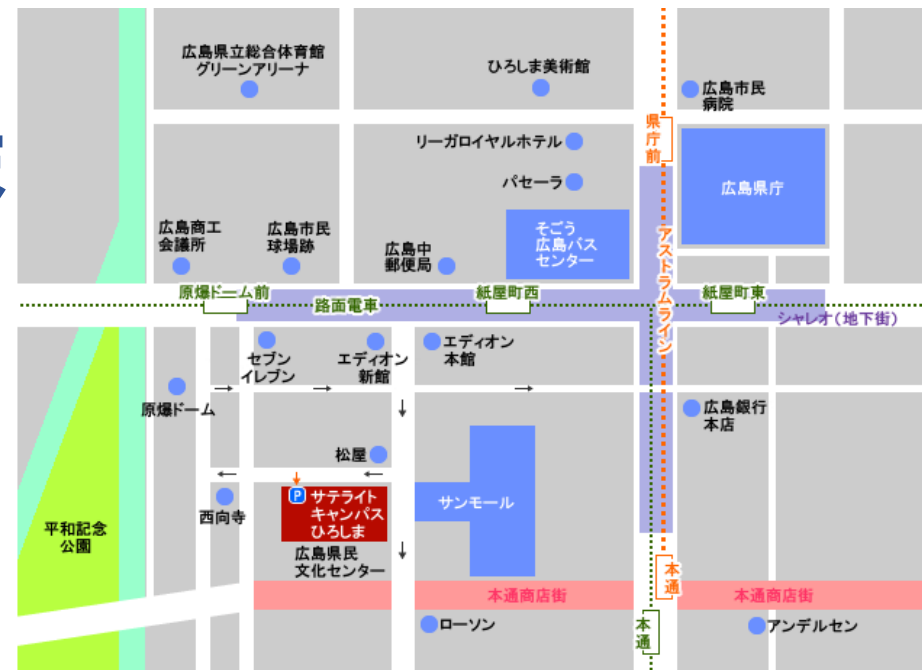 広島県立総合体育館
グリーンアリーナ
ひろしま美術館
広島市民
病院
県庁前
リーガロイヤルホテル
パセーラ
広島県庁
広島商工
会議所
広島市民
球場跡
広島中
郵便局
そごう
広島バス
センター
アストラムライン
原爆ドーム前
路面電車
紙屋町西
紙屋町東
シャレオ(地下街)
セブン
イレブン
エディオン
新館
エディオン
本館
原爆ドーム
広島銀行
本店
松屋
西向寺
P サテライト
キャンパス
ひろしま
サンモール
平和記念
公園
広島県民
文化センター
本通
本通商店街
本通商店街
ローソン
本通
アンデルセン